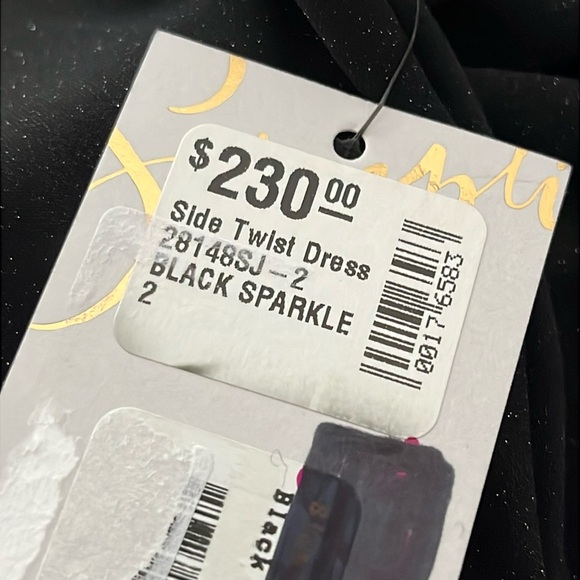 $230.00
Side Twist Dress
28148SJ-2
BLACK SPARKLE
2
00176583
Black